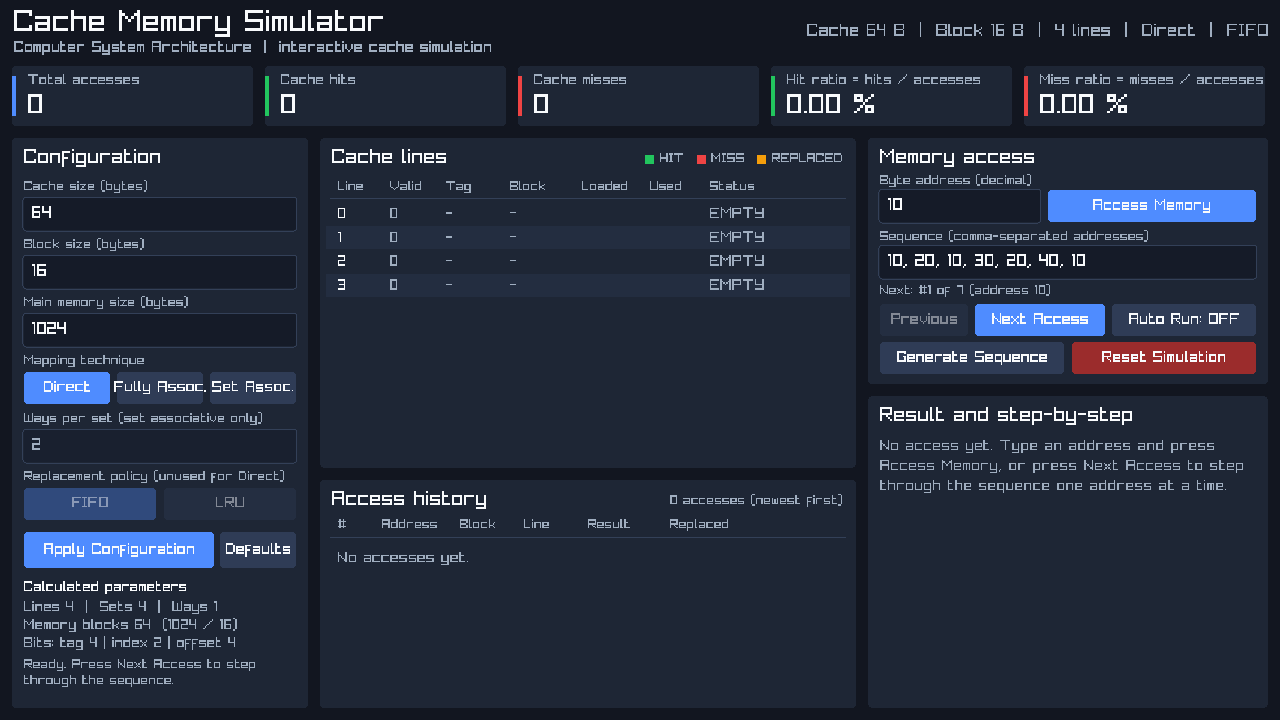 Cache Memory Simulator
Computer System Architecture | interactive cache simulation
Cache 64 B | Block 16 B | 4 lines | Direct | FIFO
Total accesses
0
Cache hits
0
Cache misses
0
Hit ratio = hits / accesses
0.00 %
Miss ratio = misses / accesses
0.00 %
Configuration
Cache size (bytes)
64
Block size (bytes)
16
Main memory size (bytes)
1024
Mapping technique
Direct Fully Assoc. Set Assoc.
Ways per set (set associative only)
2
Replacement policy (unused for Direct)
FIFO LRU
Apply Configuration Defaults
Calculated parameters
Lines 4 | Sets 4 | Ways 1
Memory blocks 64 (1024 / 16)
Bits: tag 4 | index 2 | offset 4
Ready. Press Next Access to step
through the sequence.
Cache lines
HIT MISS REPLACED
Line Valid Tag Block Loaded Used Status
0 0 - - EMPTY
1 0 - - EMPTY
2 0 - - EMPTY
3 0 - - EMPTY
Access history
0 accesses (newest first)
# Address Block Line Result Replaced
No accesses yet.
Memory access
Byte address (decimal)
10 Access Memory
Sequence (comma-separated addresses)
10, 20, 10, 30, 20, 40, 10
Next: #1 of 7 (address 10)
Previous Next Access Auto Run: OFF
Generate Sequence Reset Simulation
Result and step-by-step
No access yet. Type an address and press
Access Memory, or press Next Access to step
through the sequence one address at a time.